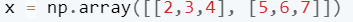 x = np.array([[2,3,4], [5,6,7]])